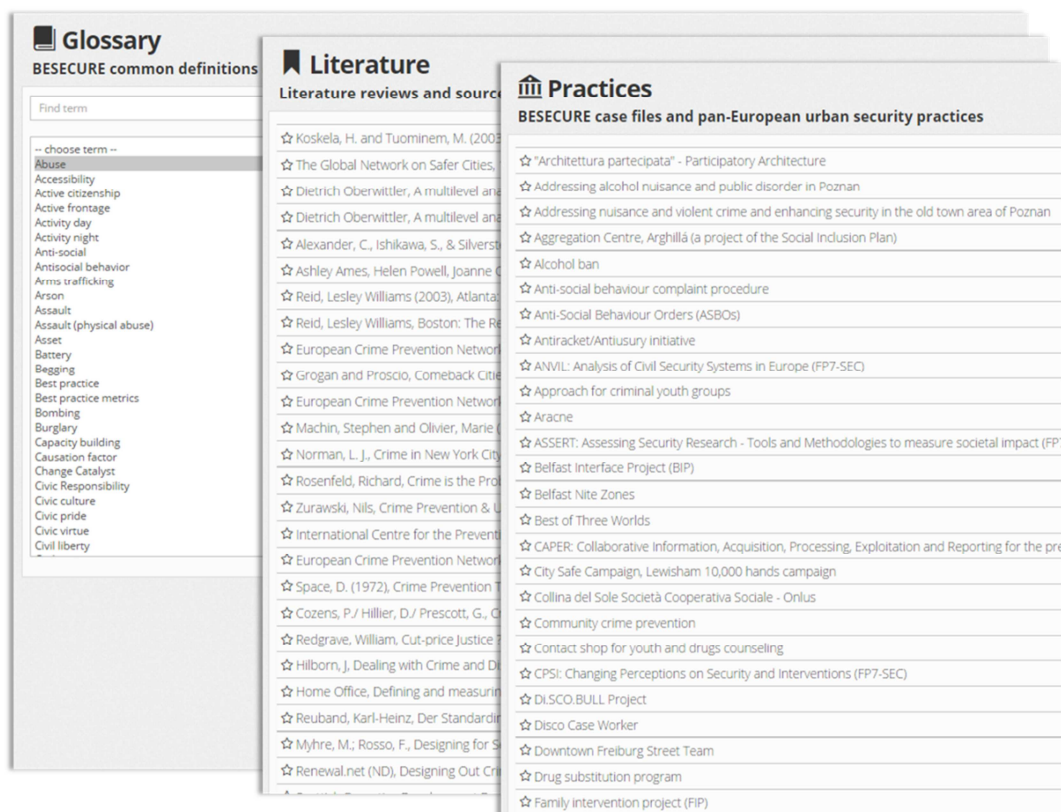 Glossary
BESECURE common definitions
Find term
-- choose term --
Abuse
Accessibility
Active citizenship
Active frontage
Activity day
Activity night
Anti-social
Antisocial behavior
Arms trafficking
Arson
Assault
Assault (physical abuse)
Asset
Battery
Begging
Best practice
Best practice metrics
Bombing
Burglary
Capacity building
Causation factor
Change Catalyst
Civic Responsibility
Civic culture
Civic pride
Civic virtue
Civil liberty
Literature
Literature reviews and source
Koskela, H. and Tuominem, M. (2003
The Global Network on Safer Cities,
Dietrich Oberwittler, A multilevel ana
Dietrich Oberwittler, A multilevel ana
Alexander, C., Ishikawa, S., & Silverst
Ashley Ames, Helen Powell, Joanne
Reid, Lesley Williams (2003), Atlanta:
Reid, Lesley Williams, Boston: The Re
European Crime Prevention Network
Grogan and Proscio, Comeback Citie
European Crime Prevention Network
Machin, Stephen and Olivier, Marie (
Norman, L. J., Crime in New York City
Rosenfeld, Richard, Crime is the Prob
Zurawski, Nils, Crime Prevention & U
International Centre for the Preventi
European Crime Prevention Network
Space, D. (1972), Crime Prevention T
Cozens, P./ Hillier, D./ Prescott, G., C
Redgrave, William, Cut-price Justice ?
Hilborn, J, Dealing with Crime and Di
Home Office, Defining and measurin
Reuband, Karl-Heinz, Der Standardin
Myhre, M.; Rosso, F., Designing for S
Renewal.net (ND), Designing Out Cri
Practices
BESECURE case files and pan-European urban security practices
"Architettura partecipata" - Participatory Architecture
Addressing alcohol nuisance and public disorder in Poznan
Addressing nuisance and violent crime and enhancing security in the old town area of Poznan
Aggregation Centre, Arghillá (a project of the Social Inclusion Plan)
Alcohol ban
Anti-social behaviour complaint procedure
Anti-Social Behaviour Orders (ASBOs)
Antiracket/Antiusury initiative
ANVIL: Analysis of Civil Security Systems in Europe (FP7-SEC)
Approach for criminal youth groups
Aracne
ASSERT: Assessing Security Research - Tools and Methodologies to measure societal impact (FP7
Belfast Interface Project (BIP)
Belfast Nite Zones
Best of Three Worlds
CAPER: Collaborative Information, Acquisition, Processing, Exploitation and Reporting for the pre
City Safe Campaign, Lewisham 10,000 hands campaign
Collina del Sole Società Cooperativa Sociale - Onlus
Community crime prevention
Contact shop for youth and drugs counseling
CPSI: Changing Perceptions on Security and Interventions (FP7-SEC)
Di.SCO.BULL Project
Disco Case Worker
Downtown Freiburg Street Team
Drug substitution program
Family intervention project (FIP)